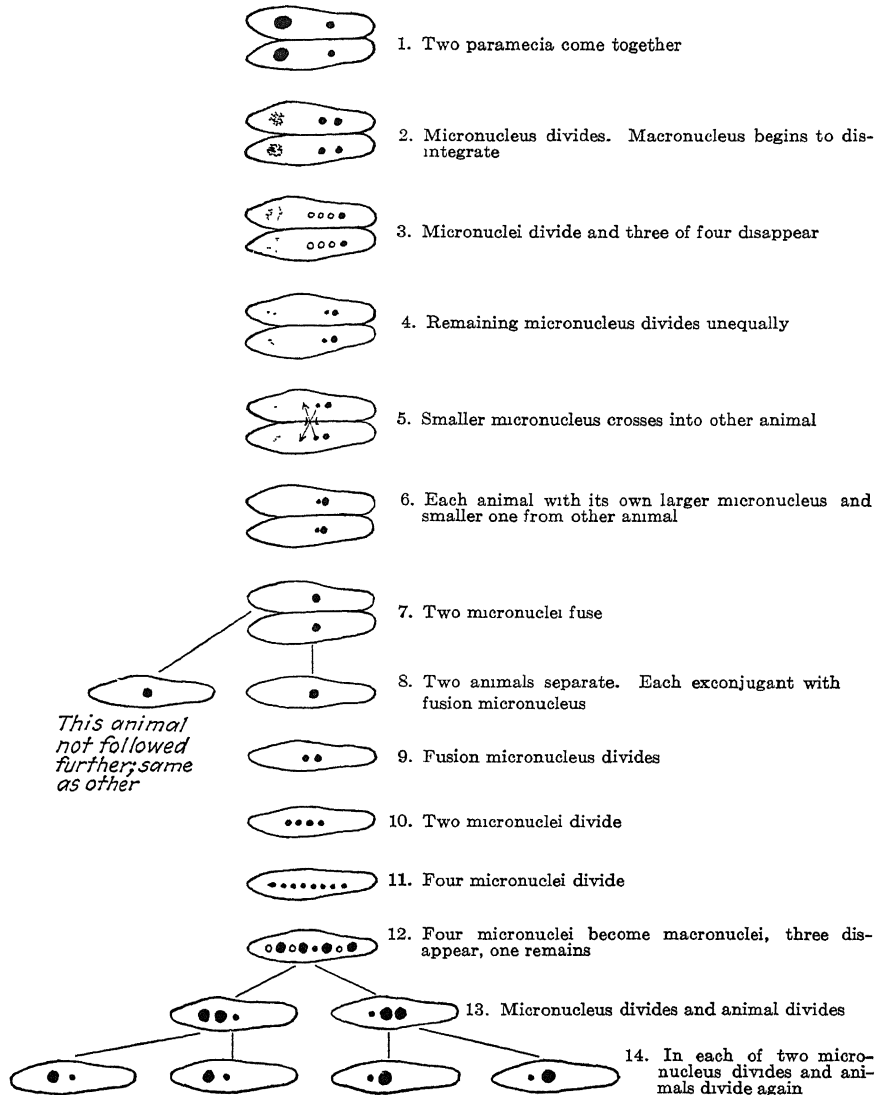 1. Two paramecia come together
2. Micronucleus divides. Macronucleus begins to dis-
integrate
3. Micronuclei divide and three of four disappear
4. Remaining micronucleus divides unequally
5. Smaller micronucleus crosses into other animal
6. Each animal with its own larger micronucleus and
smaller one from other animal
7. Two micronuclei fuse
8. Two animals separate. Each exconjugant with
fusion micronucleus
This animal
not followed
further; same
as other
9. Fusion micronucleus divides
10. Two micronuclei divide
11. Four micronuclei divide
12. Four micronuclei become macronuclei, three dis-
appear, one remains
13. Micronucleus divides and animal divides
14. In each of two micro-
nucleus divides and ani-
mals divide again